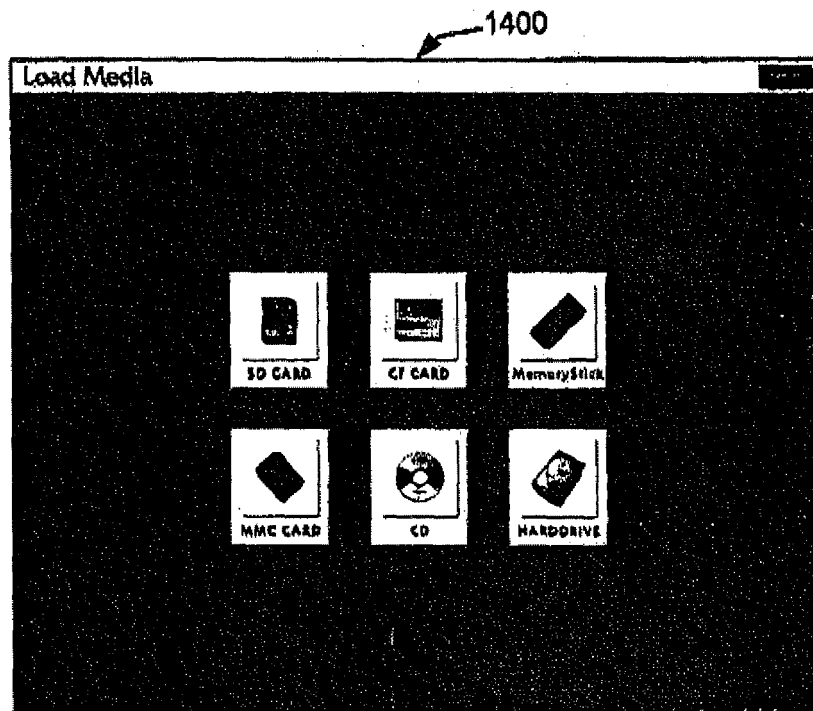 1400
Load Media
SD CARD
CF CARD
MemoryStick
MMC CARD
CD
HARDDRIVE